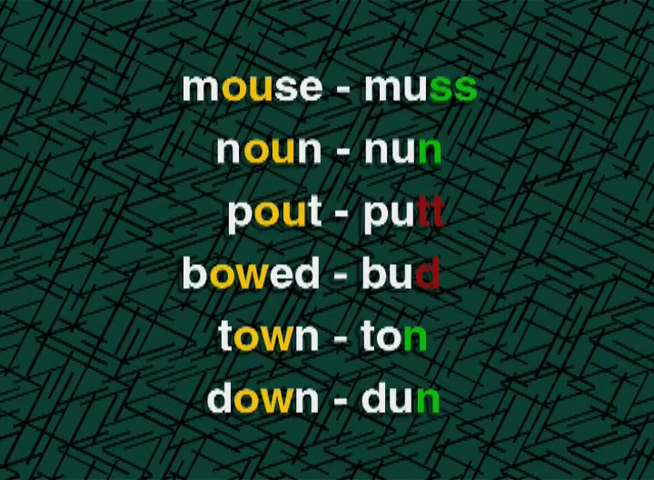 mouse - muss
noun - nun
pout - putt
bowed - bud
town - ton
down - dun